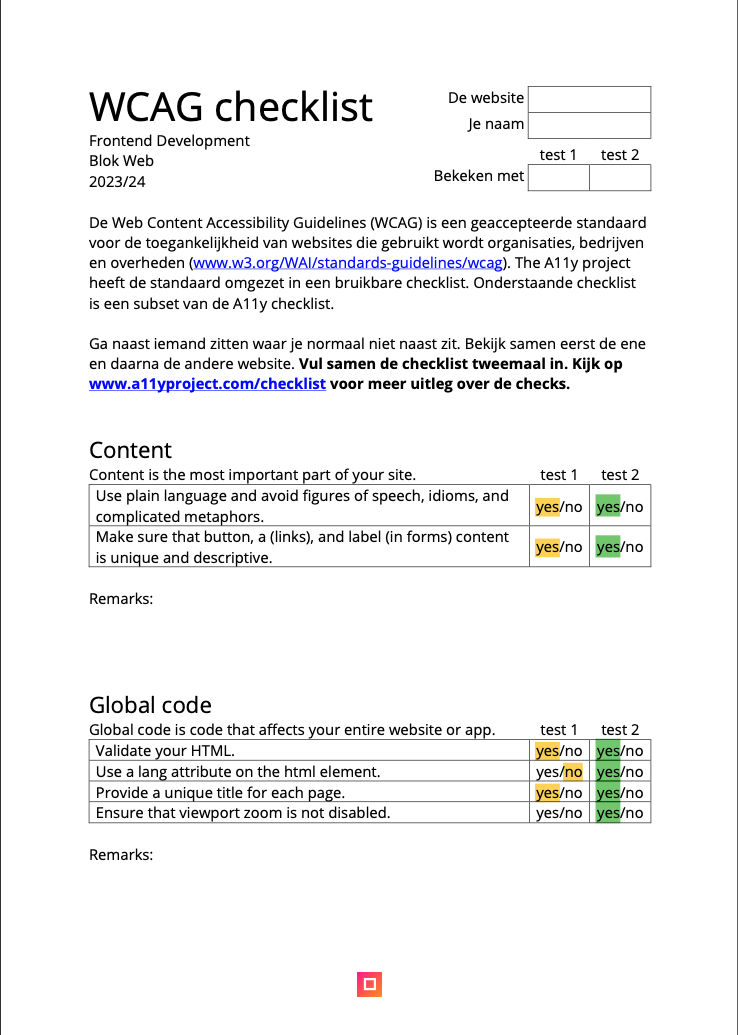 WCAG checklist
Frontend Development
Blok Web
2023/24
De website
Je naam
test 1 test 2
Bekeken met
De Web Content Accessibility Guidelines (WCAG) is een geaccepteerde standaard
voor de toegankelijkheid van websites die gebruikt wordt organisaties, bedrijven
en overheden (www.w3.org/WAI/standards-guidelines/wcag). The A11y project
heeft de standaard omgezet in een bruikbare checklist. Onderstaande checklist
is een subset van de A11y checklist.
Ga naast iemand zitten waar je normaal niet naast zit. Bekijk samen eerst de ene
en daarna de andere website. Vul samen de checklist tweemaal in. Kijk op
www.a11yproject.com/checklist voor meer uitleg over de checks.
Content
Content is the most important part of your site. test 1 test 2
Use plain language and avoid figures of speech, idioms, and
complicated metaphors. yes/no yes/no
Make sure that button, a (links), and label (in forms) content
is unique and descriptive. yes/no yes/no
Remarks:
Global code
Global code is code that affects your entire website or app. test 1 test 2
Validate your HTML. yes/no yes/no
Use a lang attribute on the html element. yes/no yes/no
Provide a unique title for each page. yes/no yes/no
Ensure that viewport zoom is not disabled. yes/no yes/no
Remarks: